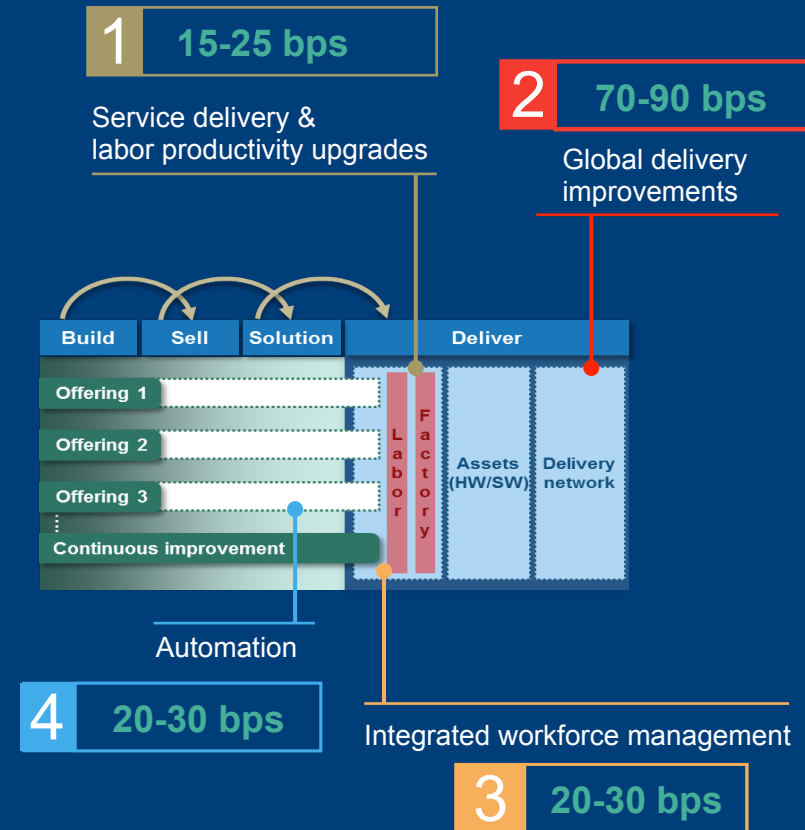 1 15-25 bps
Service delivery &
labor productivity upgrades
2 70-90 bps
Global delivery
improvements
Build Sell Solution Deliver
Offering 1
Offering 2
Offering 3
Continuous improvement
Labor
Factory
Assets
(HW/SW)
Delivery
network
Automation
4 20-30 bps
Integrated workforce management
3 20-30 bps